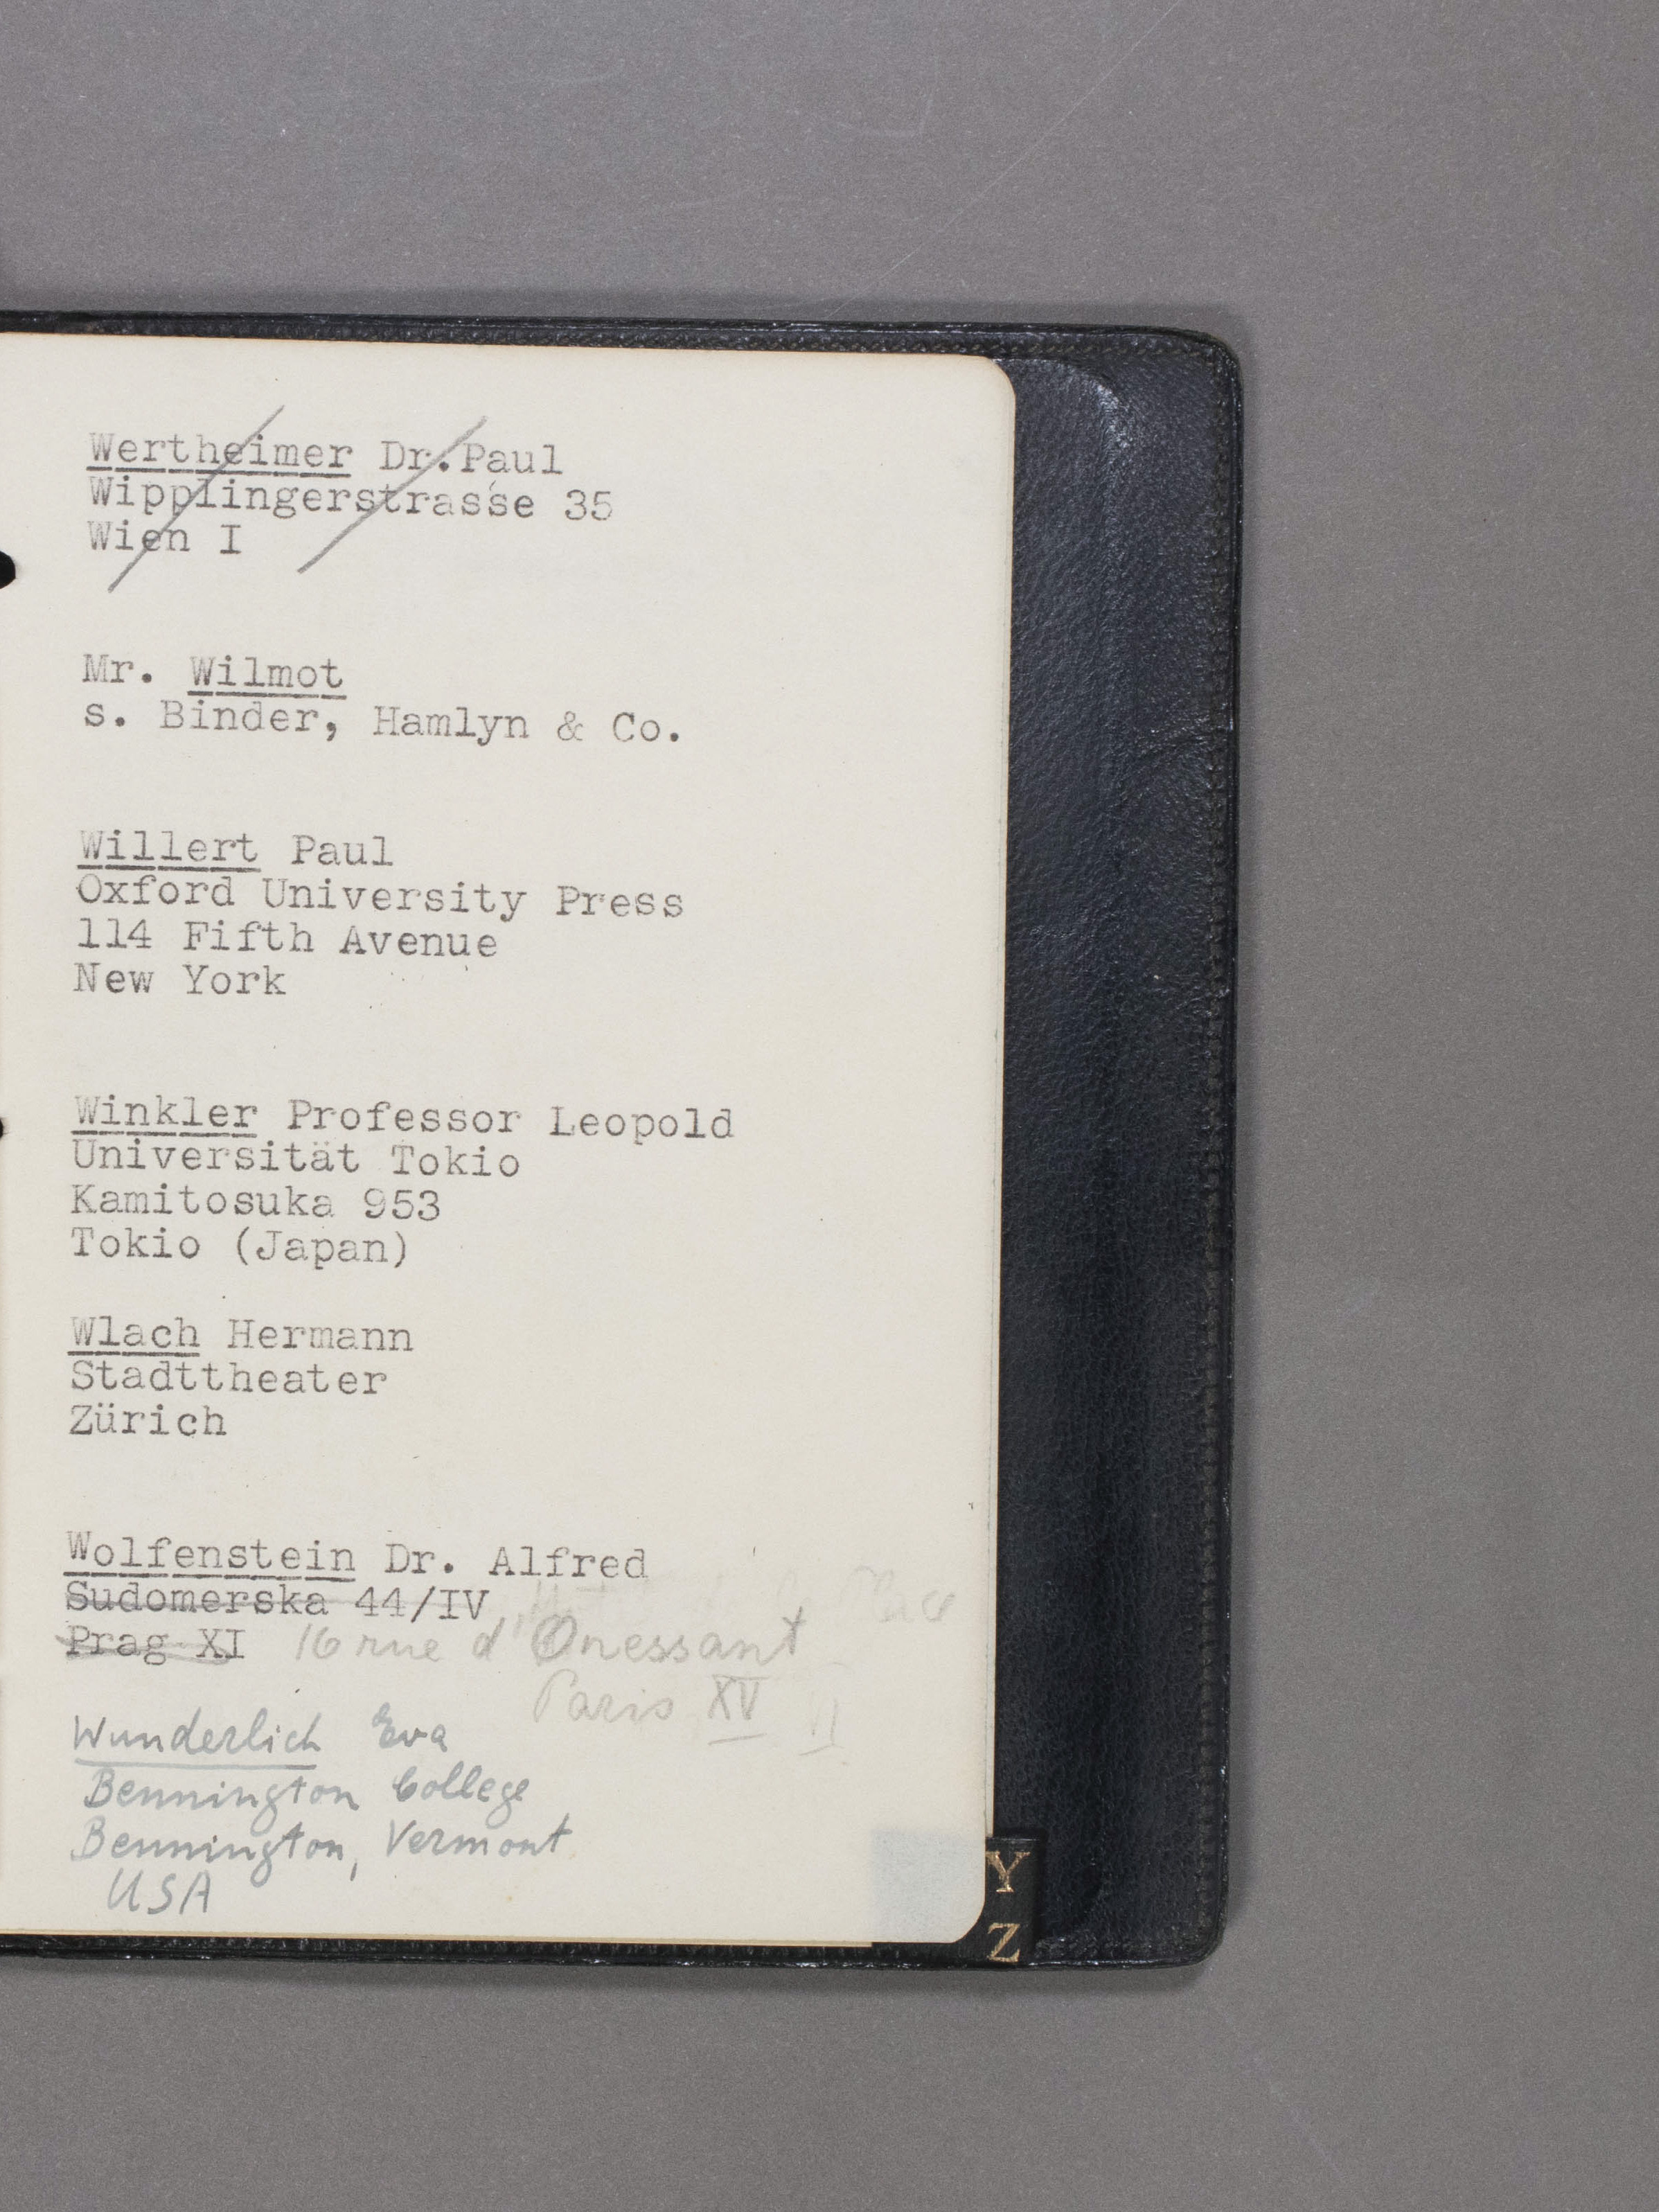 Wertheimer Dr.Paul
Wipplingerstrasse 35
Wien I
Mr. Wilmot
s. Binder, Hamlyn & Co.
Willert Paul
Oxford University Press
114 Fifth Avenue
New York
Winkler Professor Leopold
Universität Tokio
Kamitosuka 953
Tokio (Japan)
Wlach Hermann
Stadttheater
Zürich
Wolfenstein Dr. Alfred
Sudomerska 44/IV
Prag XI 16 rue d'Onessant
Paris XV
Wunderlich Eva
Bennington College
Bennington, Vermont
USA
Y
Z